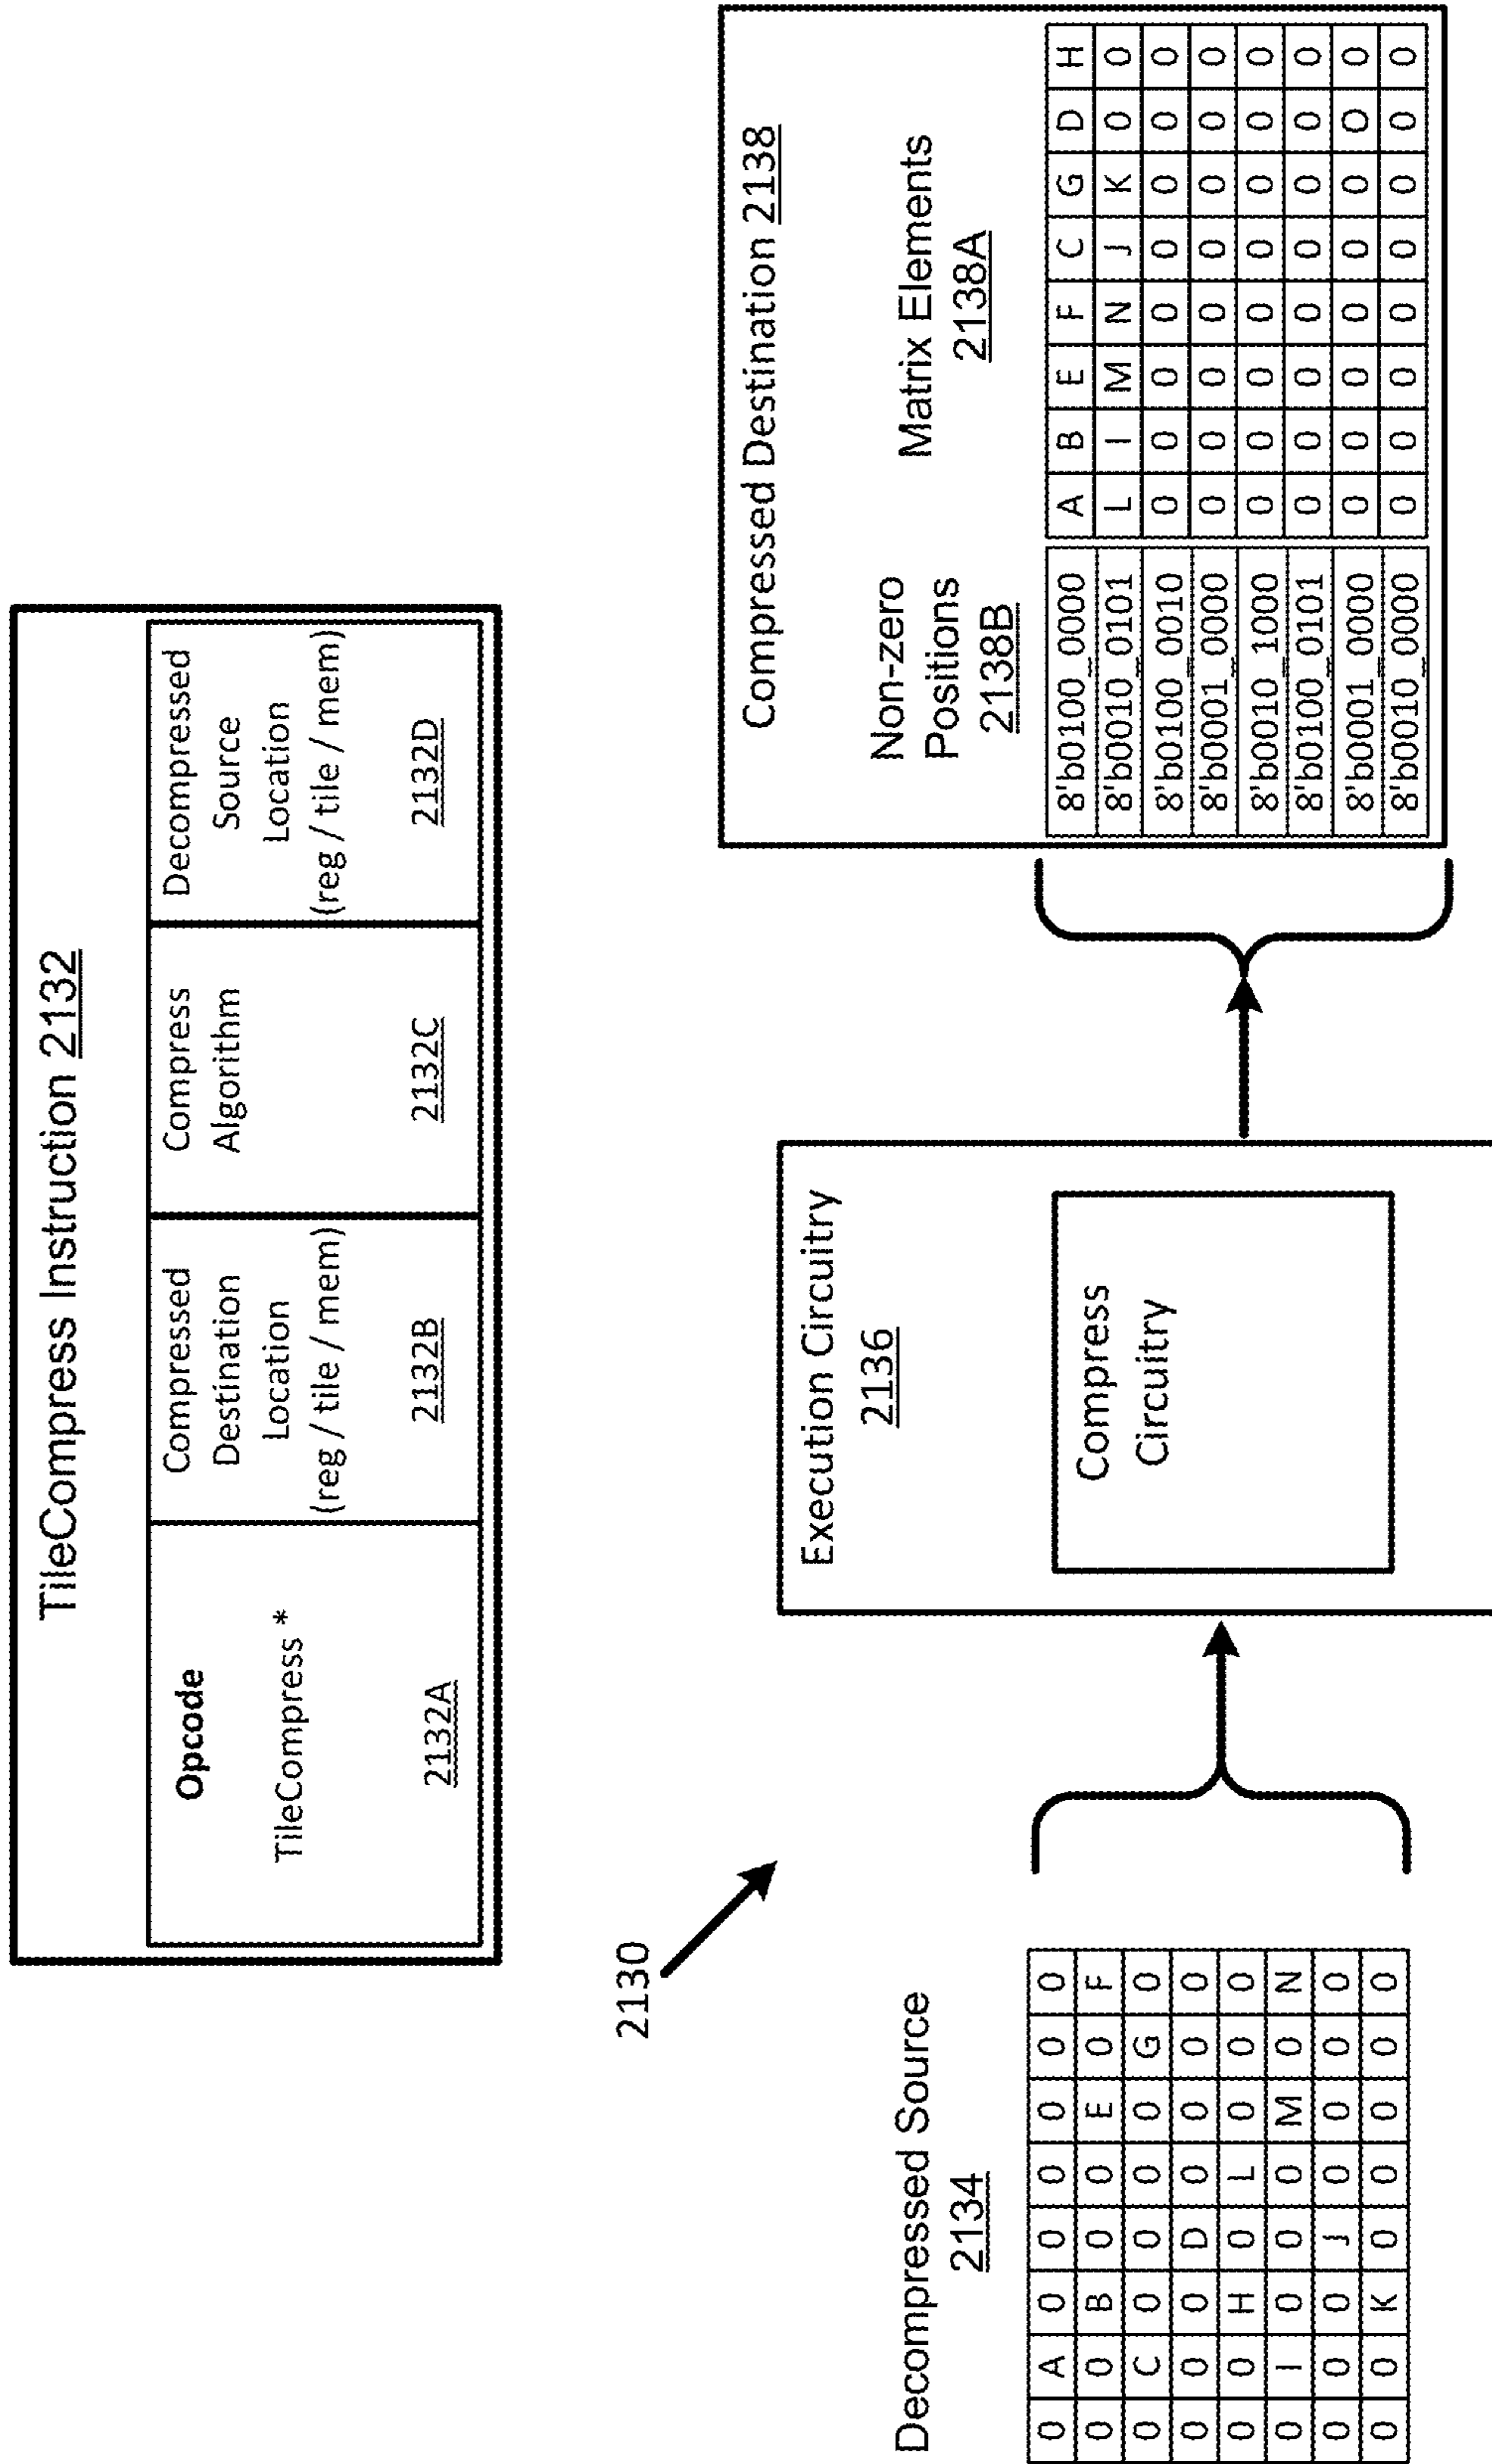 TileCompress Instruction 2132
Opcode
TileCompress *
2132A
Compressed
Destination
Location
(reg / tile / mem)
2132B
Compress
Algorithm
2132C
Decompressed
Source
Location
(reg / tile / mem)
2132D
2130
Decompressed Source
2134
0 A 0 0 0 0 0 0
0 0 B 0 0 E 0 F
0 C 0 0 0 0 G 0
0 0 0 D 0 0 0 0
0 0 H 0 L 0 0 0
0 I 0 0 0 M 0 N
0 0 0 J 0 0 0 0
0 0 K 0 0 0 0 0
Execution Circuitry
2136
Compress
Circuitry
Compressed Destination 2138
Non-zero
Positions
2138B
Matrix Elements
2138A
8'b0100_0000 A B E F C G D H
8'b0010_0101 L I M N J K 0 0
8'b0100_0010 0 0 0 0 0 0 0 0
8'b0001_0000 0 0 0 0 0 0 0 0
8'b0010_1000 0 0 0 0 0 0 0 0
8'b0100_0101 0 0 0 0 0 0 0 0
8'b0001_0000 0 0 0 0 0 0 O 0
8'b0010_0000 0 0 0 0 0 0 0 0